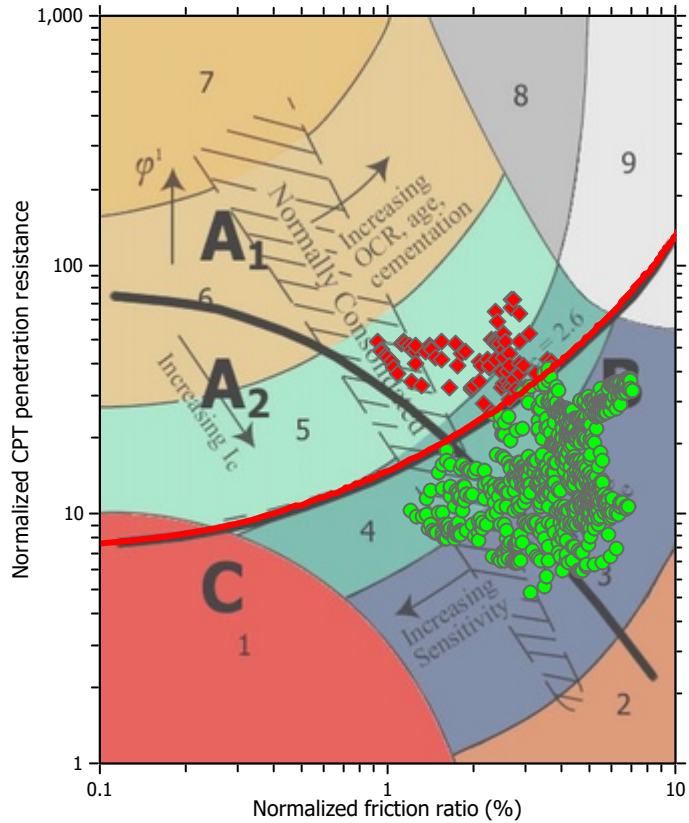 1,000
100
10
1
0.1
1
10
Normalized CPT penetration resistance
Normalized friction ratio (%)
7
8
9
φ¹
Increasing
OCR, age,
cementation
Normally Consolidated
A1
6
A2
Increasing Ic
5
= 2.6
B
4
3
C
1
Increasing
Sensitivity
2